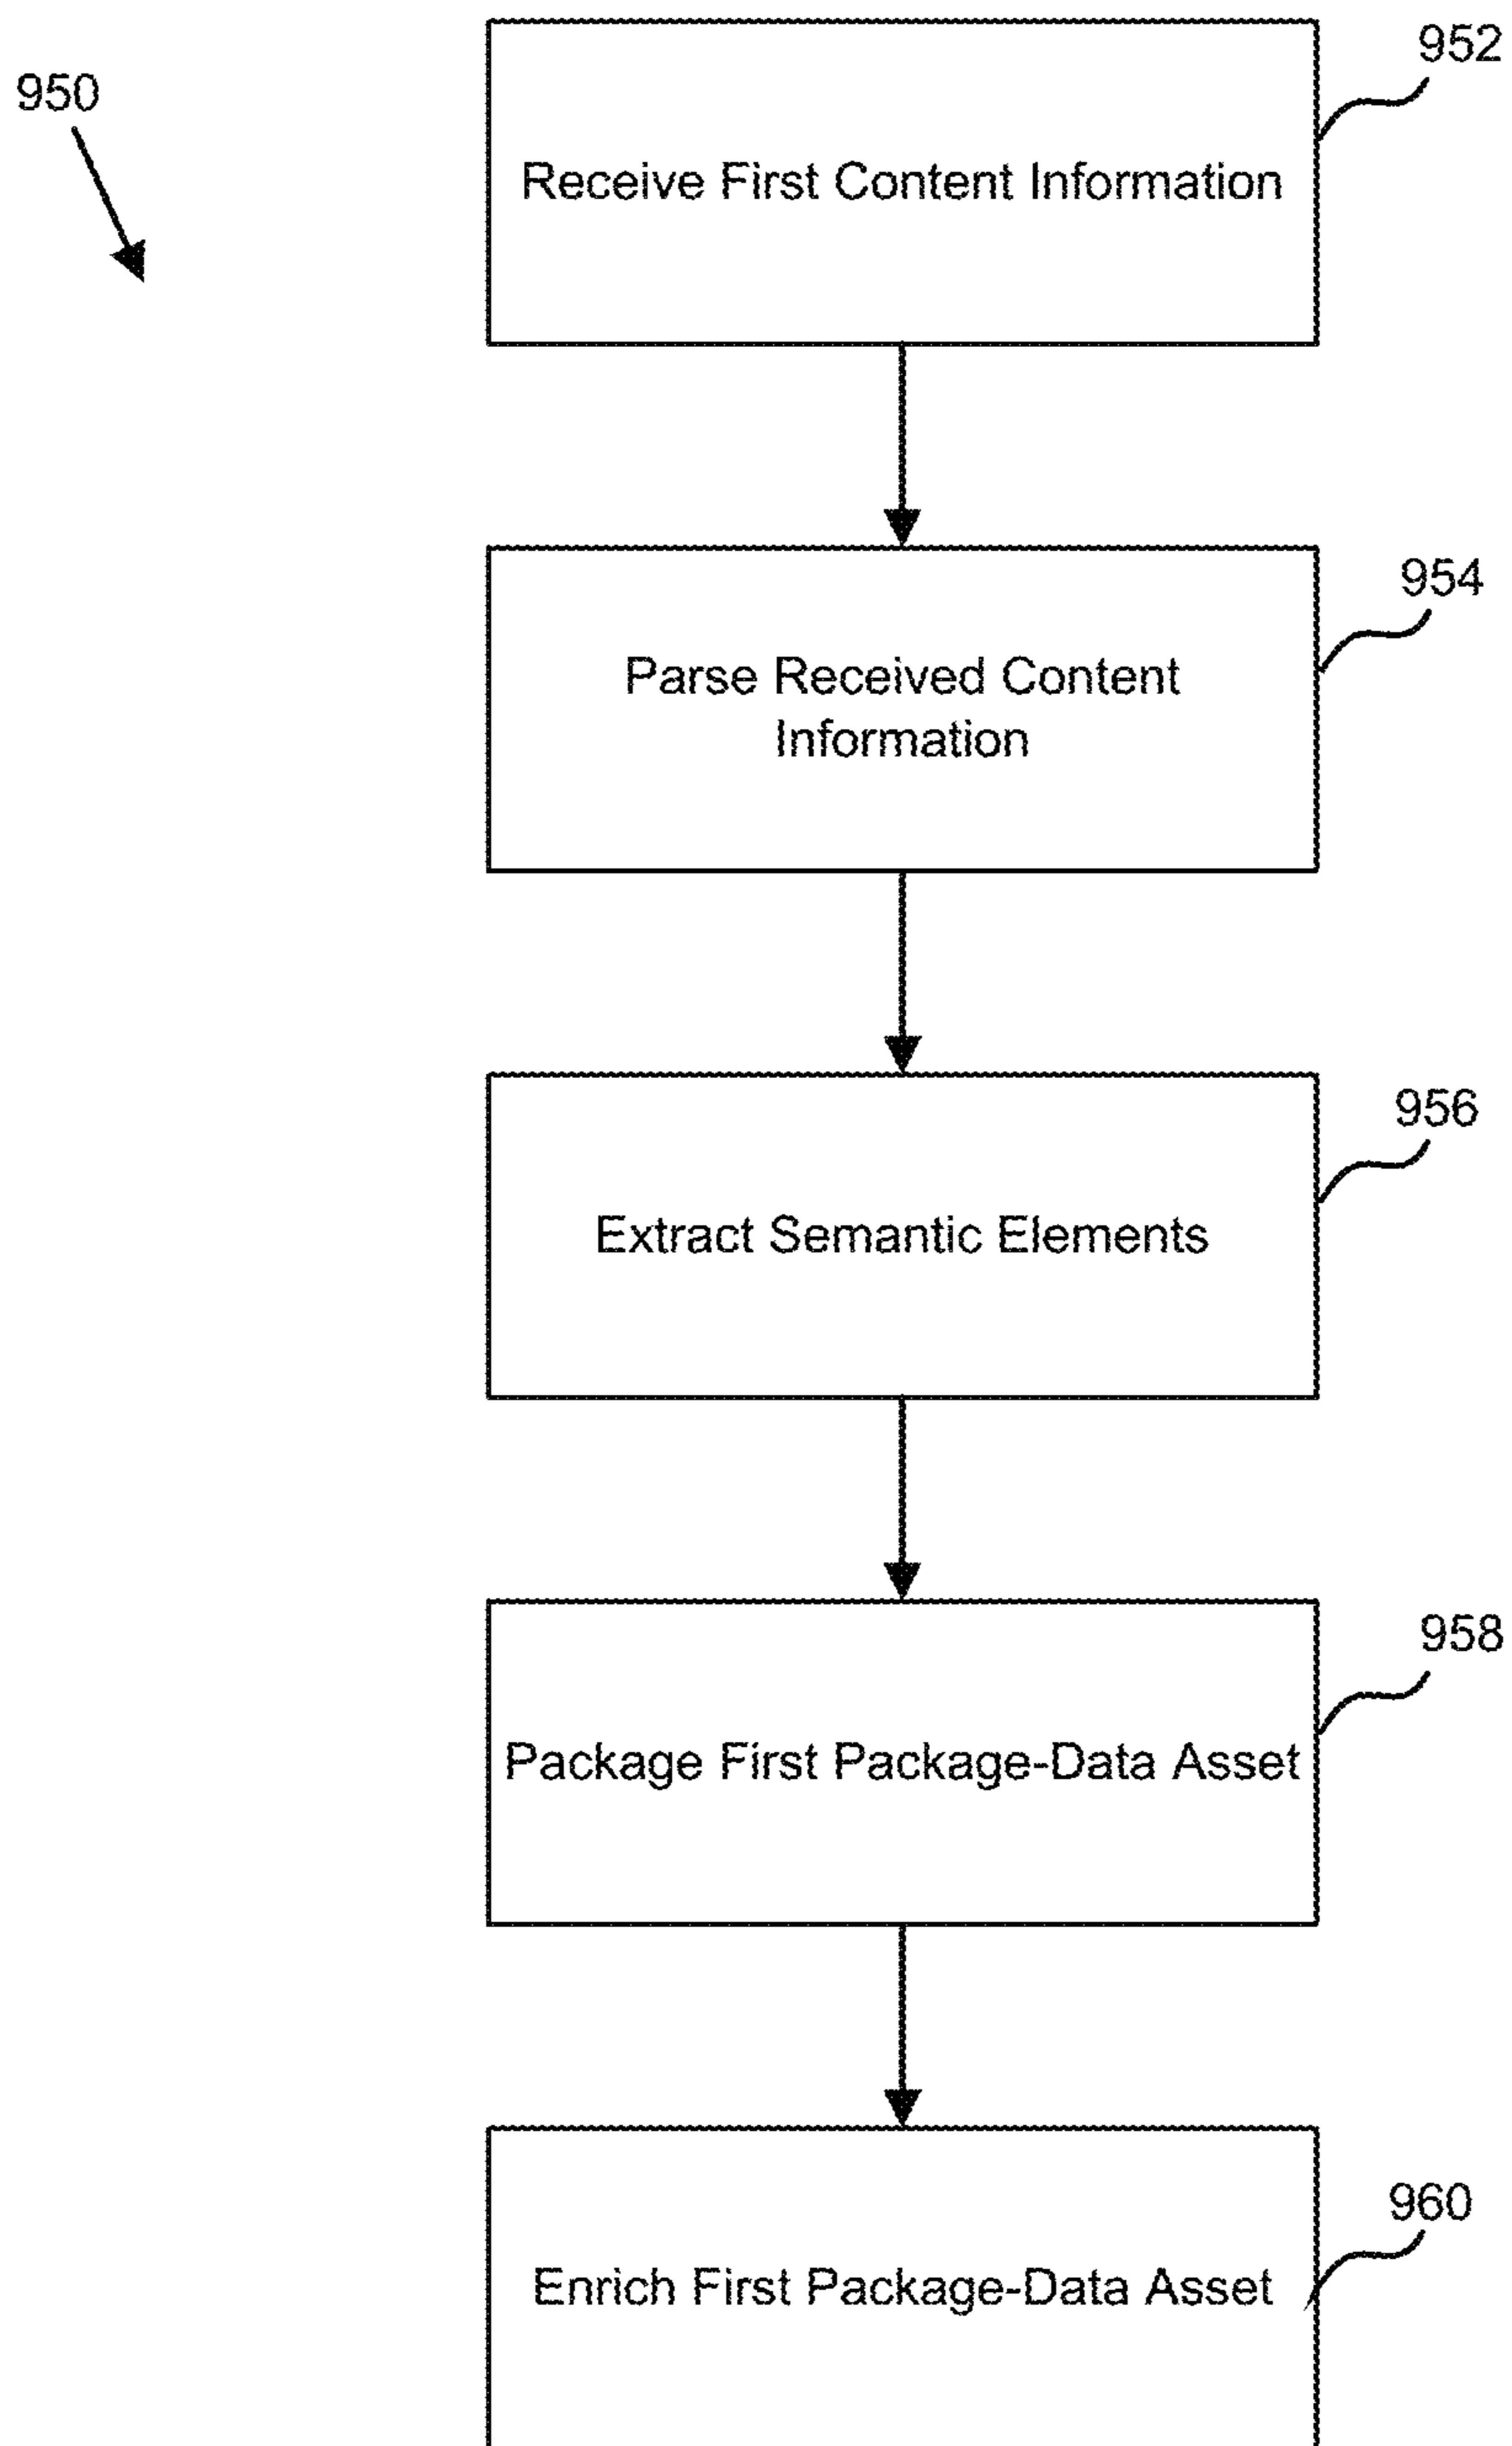 950
952
Receive First Content Information
954
Parse Received Content
Information
956
Extract Semantic Elements
958
Package First Package-Data Asset
960
Enrich First Package-Data Asset